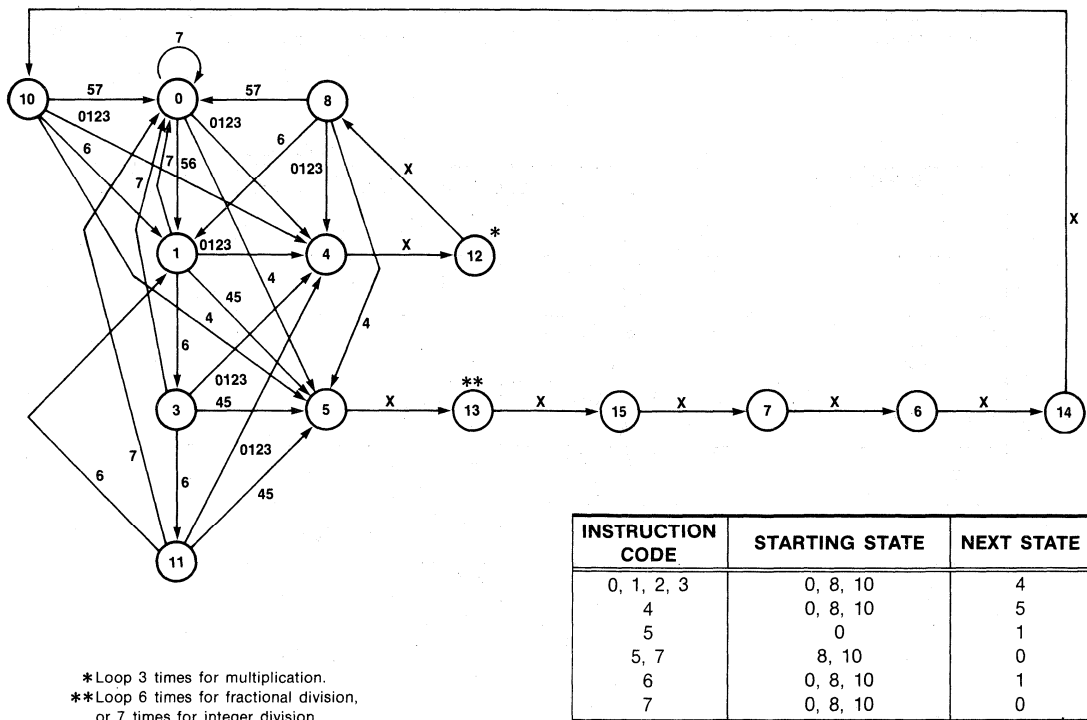 7
10
57
0
57
8
0123
0123
6
7
56
6
0123
7
X
X
1
0123
4
X
12
*
4
45
4
4
6
0123
**
3
45
5
X
13
X
15
X
7
X
6
X
14
7
6
0123
6
45
11
INSTRUCTION CODE
STARTING STATE
NEXT STATE
0, 1, 2, 3
0, 8, 10
4
4
0, 8, 10
5
5
0
1
5, 7
8, 10
0
6
0, 8, 10
1
7
0, 8, 10
0
*Loop 3 times for multiplication.
**Loop 6 times for fractional division,
or 7 times for integer division